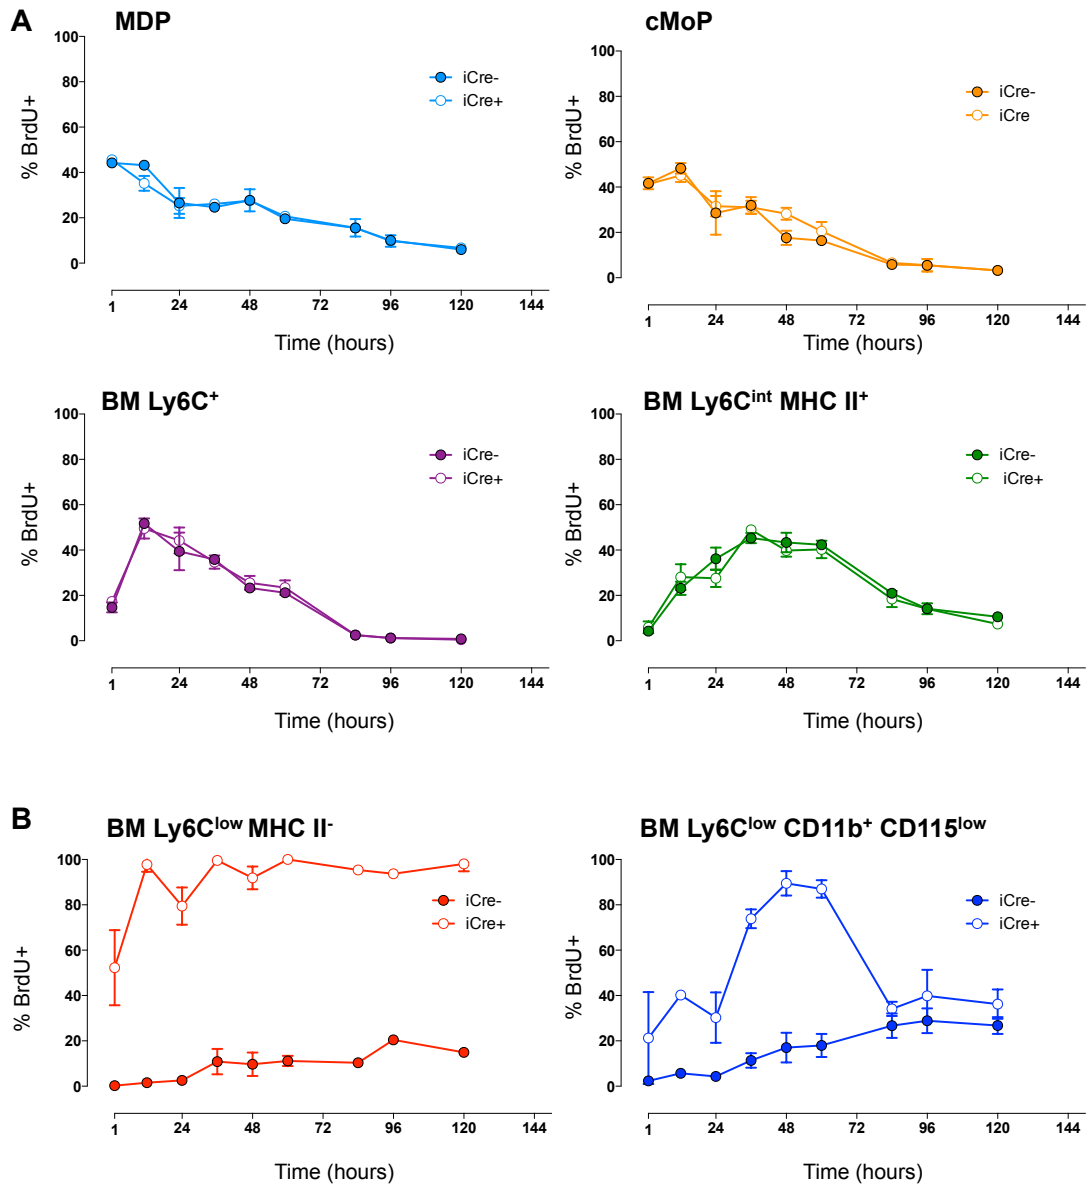 A
MDP
100
80
60
40
20
0
% BrdU+
iCre-
iCre+
1 24 48 72 96 120 144
Time (hours)
cMoP
100
80
60
40
20
0
% BrdU+
iCre-
iCre
1 24 48 72 96 120 144
Time (hours)
BM Ly6C⁺
100
80
60
40
20
0
% BrdU+
iCre-
iCre+
1 24 48 72 96 120 144
Time (hours)
BM Ly6Cⁱⁿᵗ MHC II⁺
100
80
60
40
20
0
% BrdU+
iCre-
iCre+
1 24 48 72 96 120 144
Time (hours)
B
BM Ly6Cˡᵒʷ MHC II⁻
100
80
60
40
20
0
% BrdU+
iCre-
iCre+
1 24 48 72 96 120 144
Time (hours)
BM Ly6Cˡᵒʷ CD11b⁺ CD115ˡᵒʷ
100
80
60
40
20
0
% BrdU+
iCre-
iCre+
1 24 48 72 96 120 144
Time (hours)